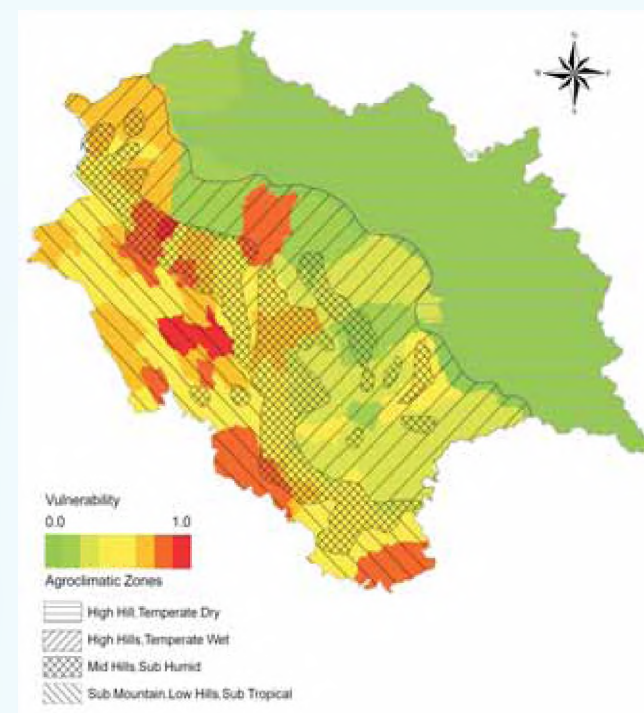 N
Vulnerability
0.0 1.0
Agroclimatic Zones
High Hill,Temperate Dry
High Hills,Temperate Wet
Mid Hills,Sub Humid
Sub Mountain,Low Hills,Sub Tropical